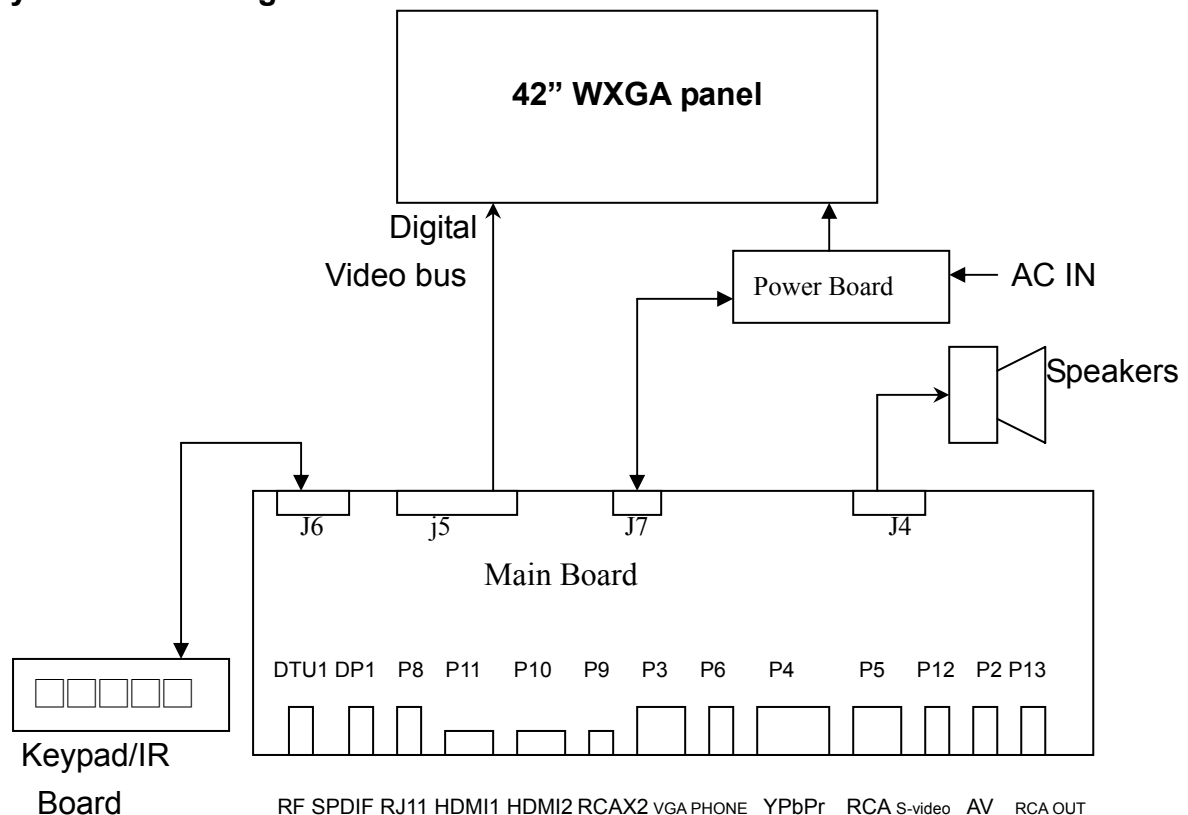 42” WXGA panel
Digital
Video bus
Power Board
AC IN
Speakers
J6 j5 J7 J4
Main Board
DTU1 DP1 P8 P11 P10 P9 P3 P6 P4 P5 P12 P2 P13
Keypad/IR
Board
RF SPDIF RJ11 HDMI1 HDMI2 RCAX2 VGA PHONE YPbPr RCA S-video AV RCA OUT